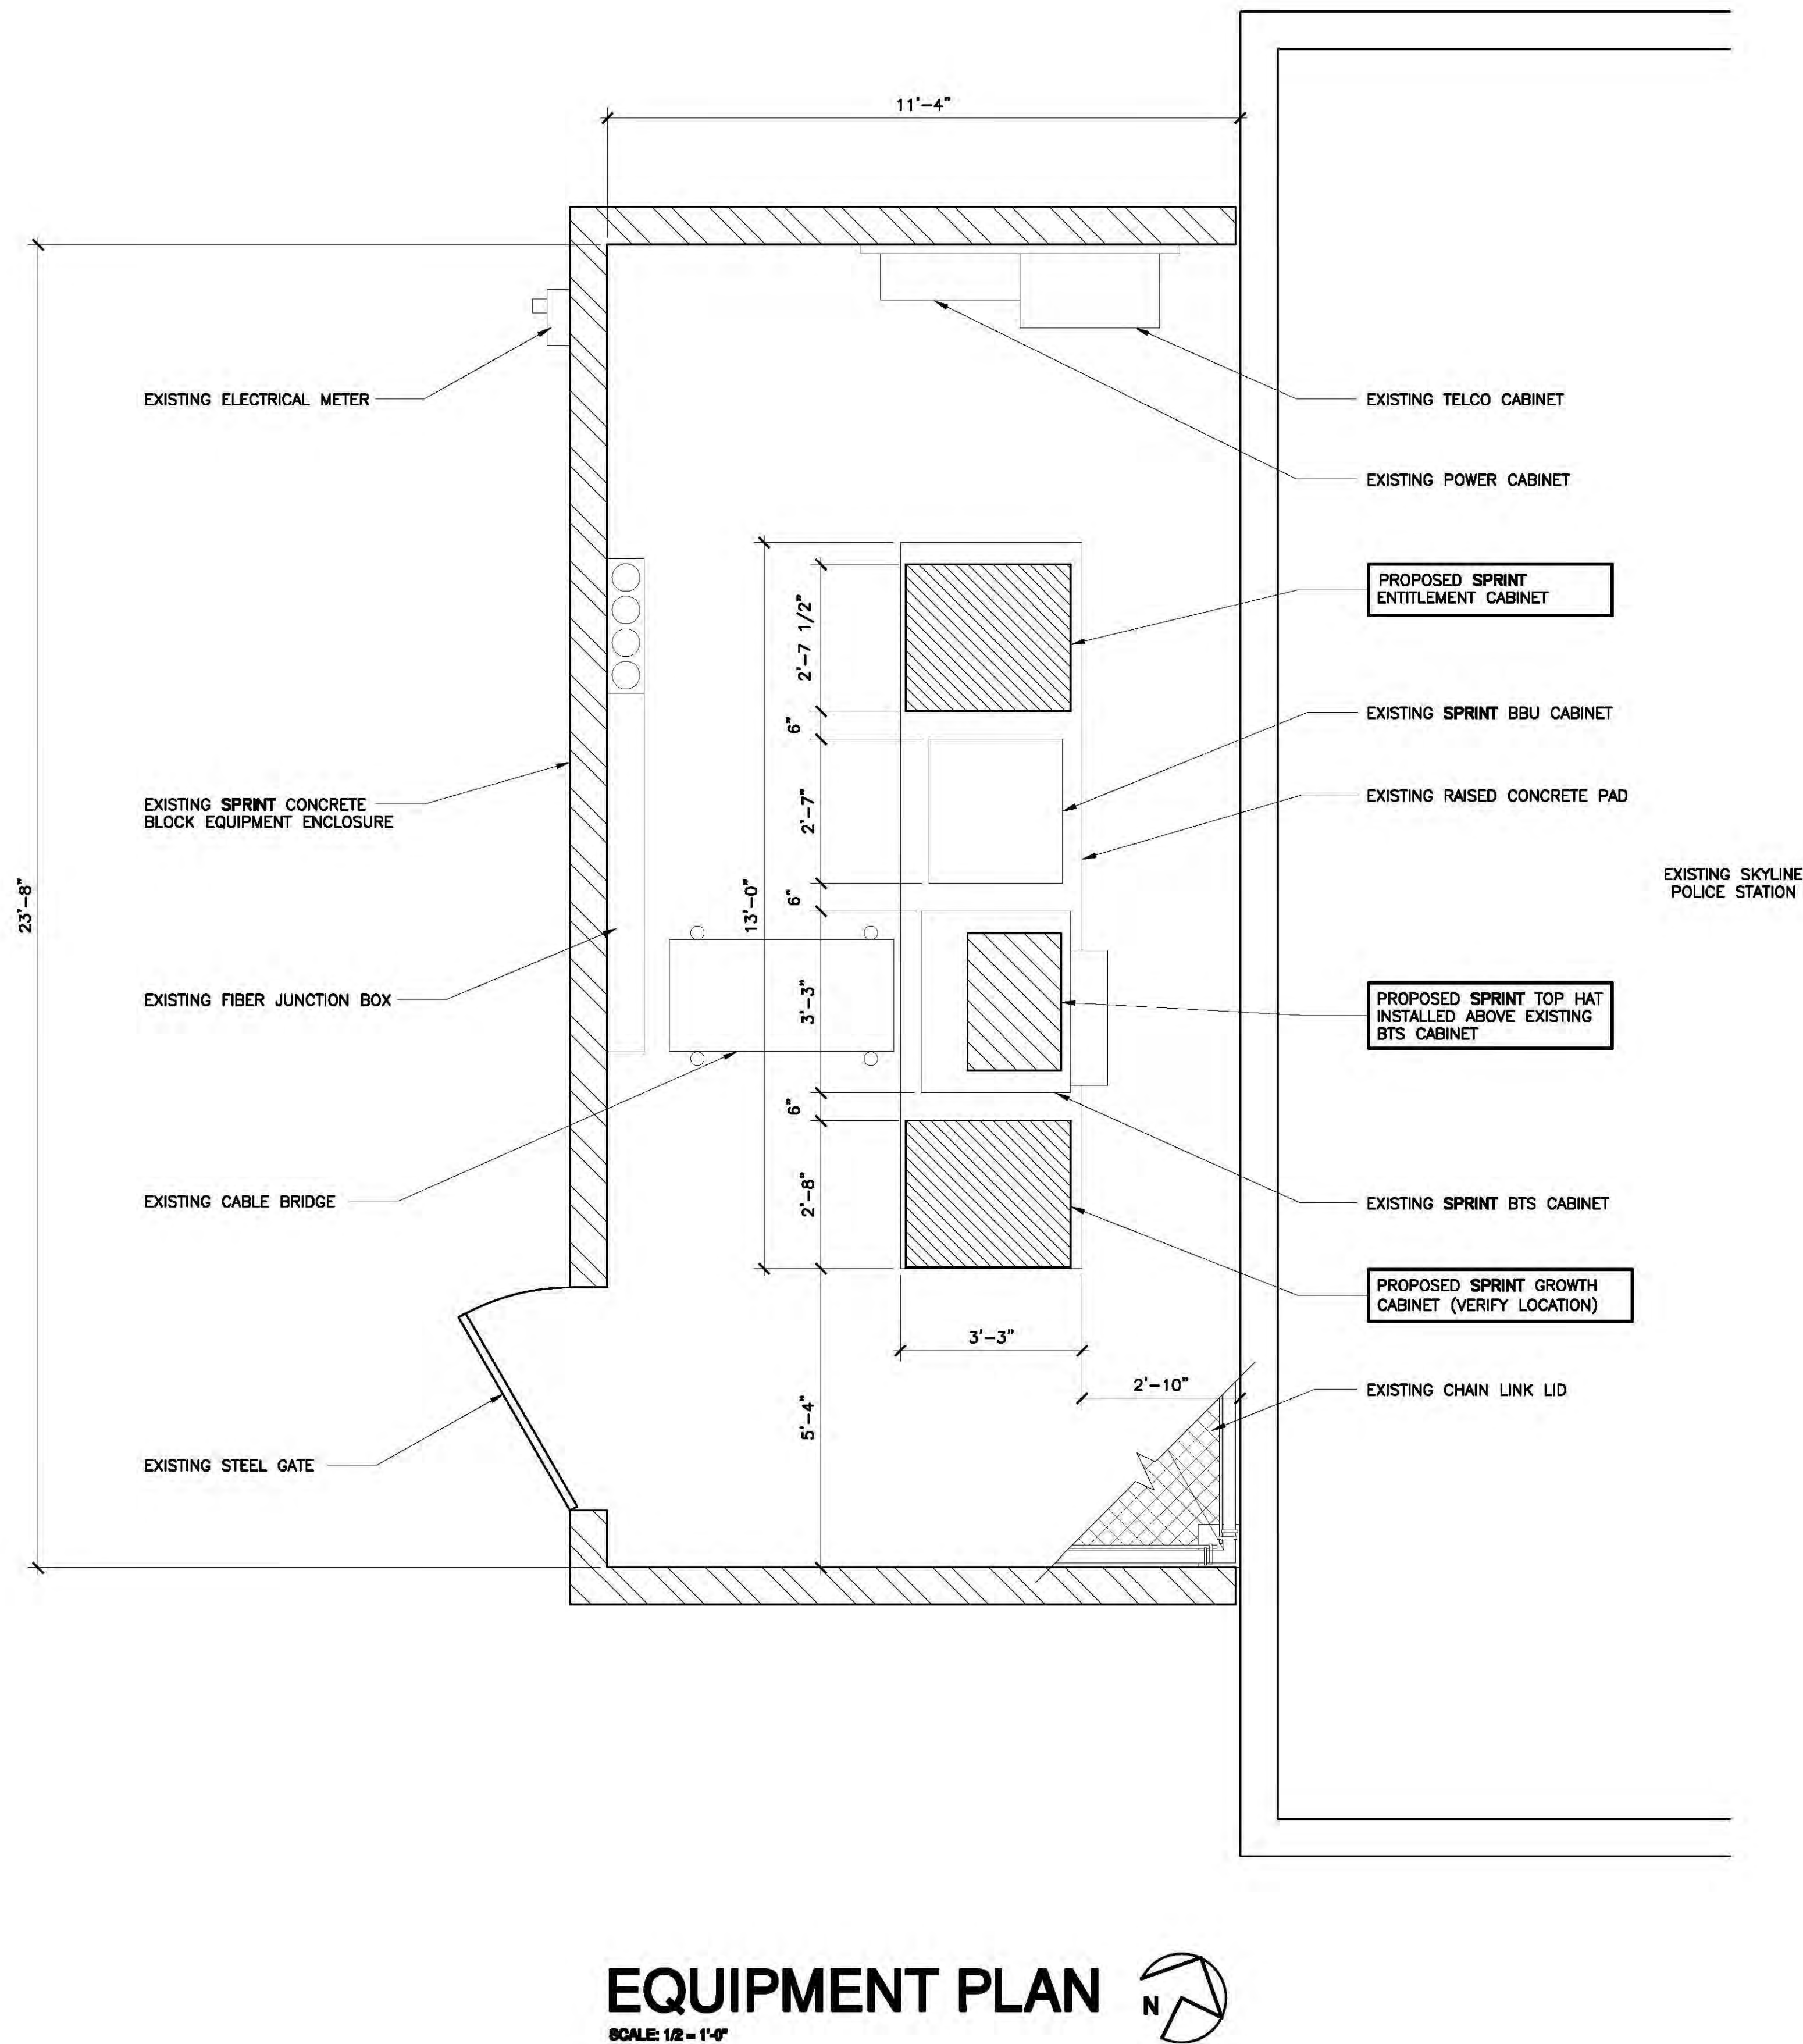 11'-4"
EXISTING ELECTRICAL METER
EXISTING TELCO CABINET
EXISTING POWER CABINET
PROPOSED SPRINT
ENTITLEMENT CABINET
2'-7 1/2"
6"
EXISTING SPRINT BBU CABINET
EXISTING SPRINT CONCRETE
BLOCK EQUIPMENT ENCLOSURE
2'-7"
EXISTING RAISED CONCRETE PAD
23'-8"
13'-0"
6"
EXISTING SKYLINE
POLICE STATION
EXISTING FIBER JUNCTION BOX
3'-3"
PROPOSED SPRINT TOP HAT
INSTALLED ABOVE EXISTING
BTS CABINET
6"
EXISTING CABLE BRIDGE
2'-8"
EXISTING SPRINT BTS CABINET
PROPOSED SPRINT GROWTH
CABINET (VERIFY LOCATION)
3'-3"
2'-10"
EXISTING CHAIN LINK LID
5'-4"
EXISTING STEEL GATE
EQUIPMENT PLAN
N
SCALE: 1/2 = 1'-0"